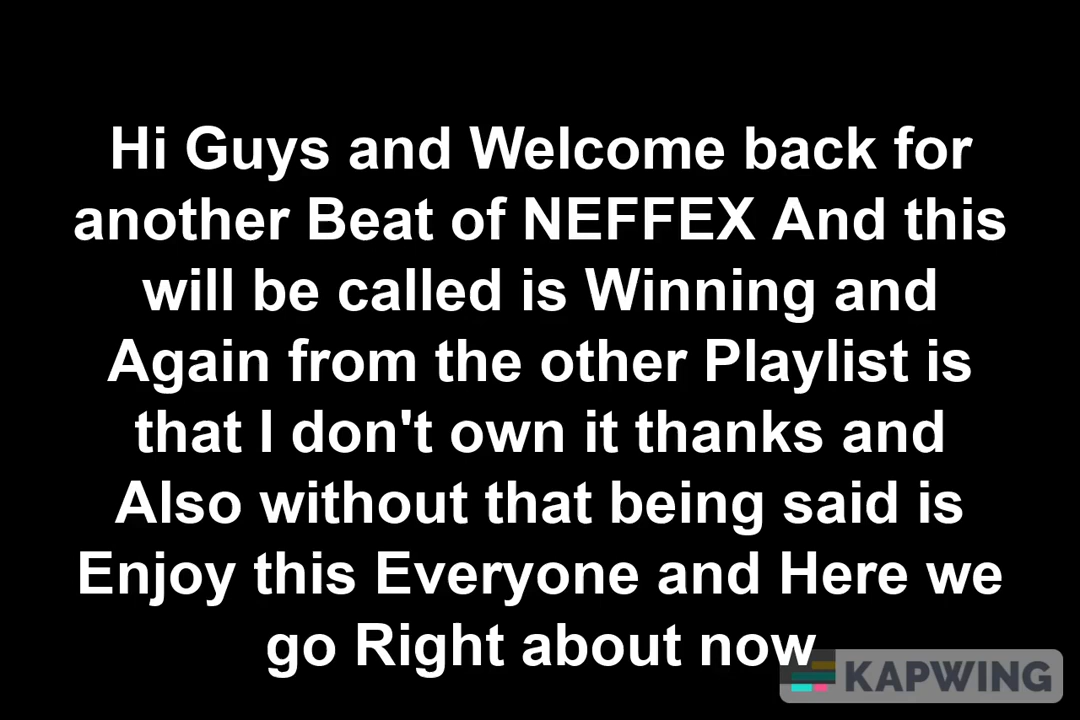 Hi Guys and Welcome back for
another Beat of NEFFEX And this
will be called is Winning and
Again from the other Playlist is
that I don't own it thanks and
Also without that being said is
Enjoy this Everyone and Here we
go Right about now
KAPWING